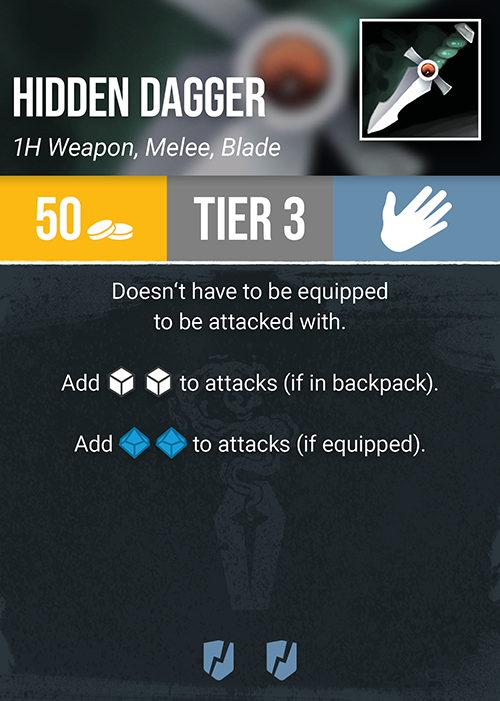 HIDDEN DAGGER
1H Weapon, Melee, Blade
50
TIER 3
Doesn‘t have to be equipped
to be attacked with.
Add to attacks (if in backpack).
Add to attacks (if equipped).